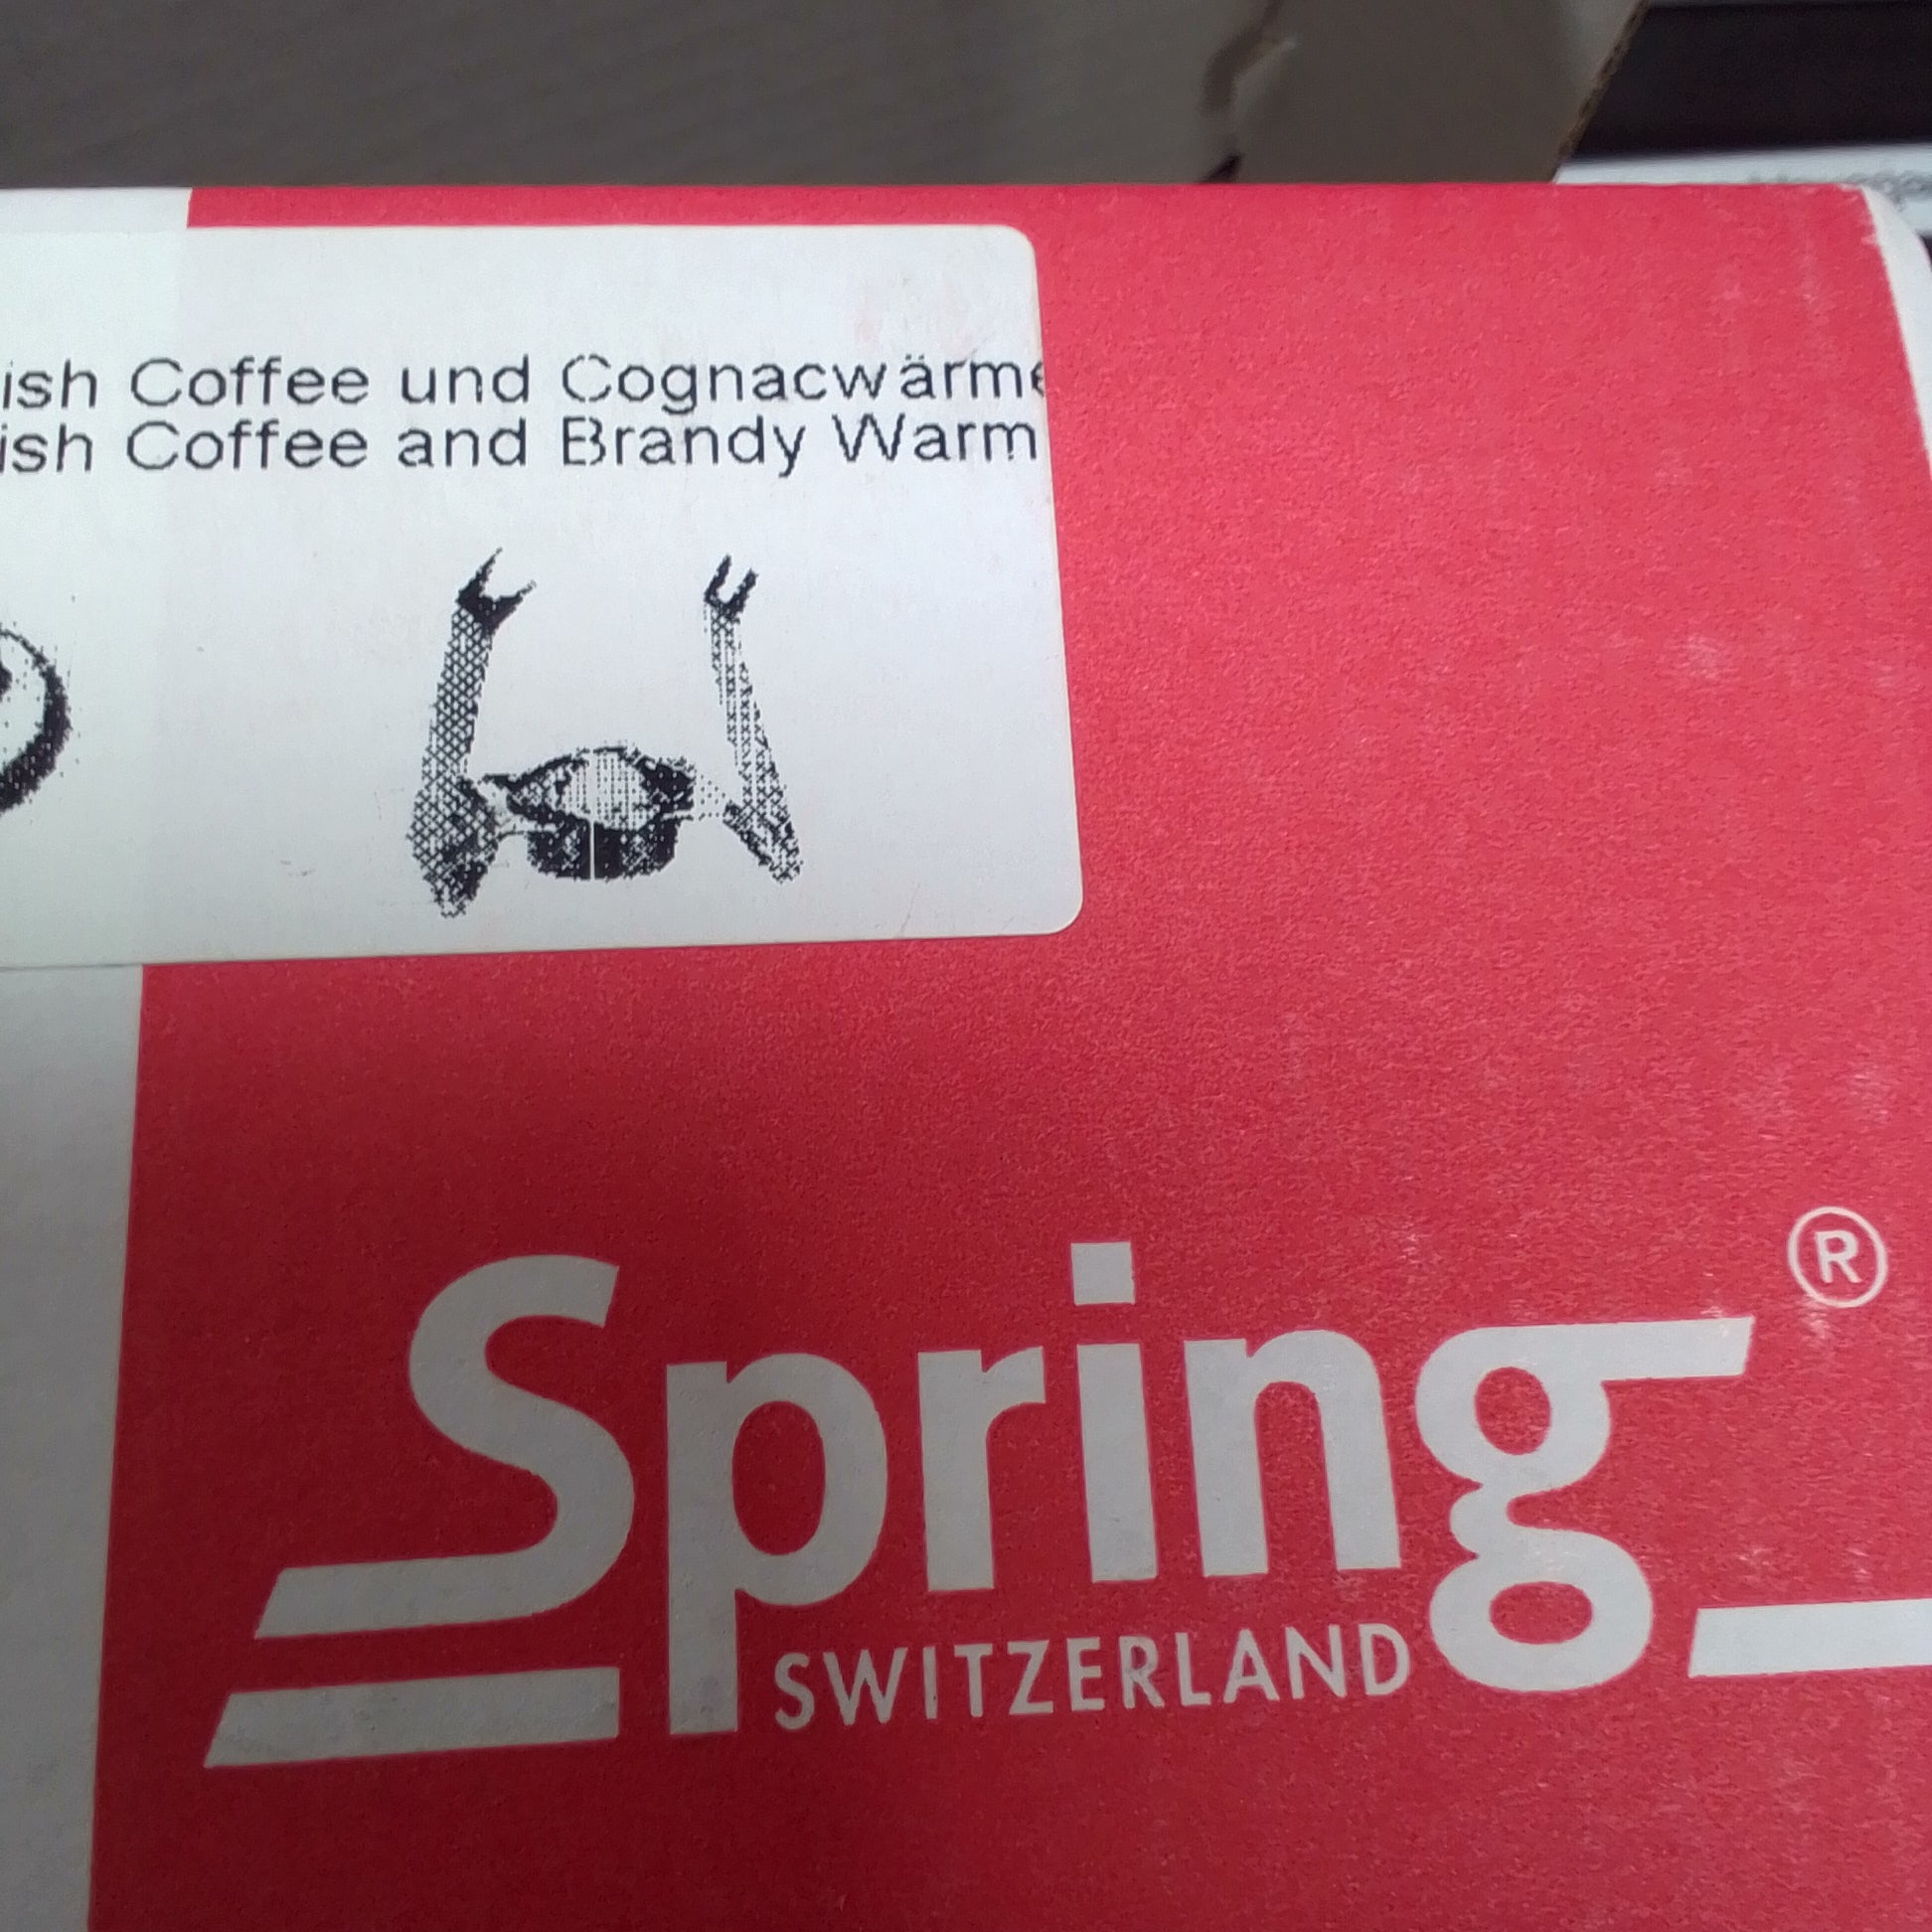 ish Coffee und Cognacwärme
ish Coffee and Brandy Warm
Spring®
SWITZERLAND